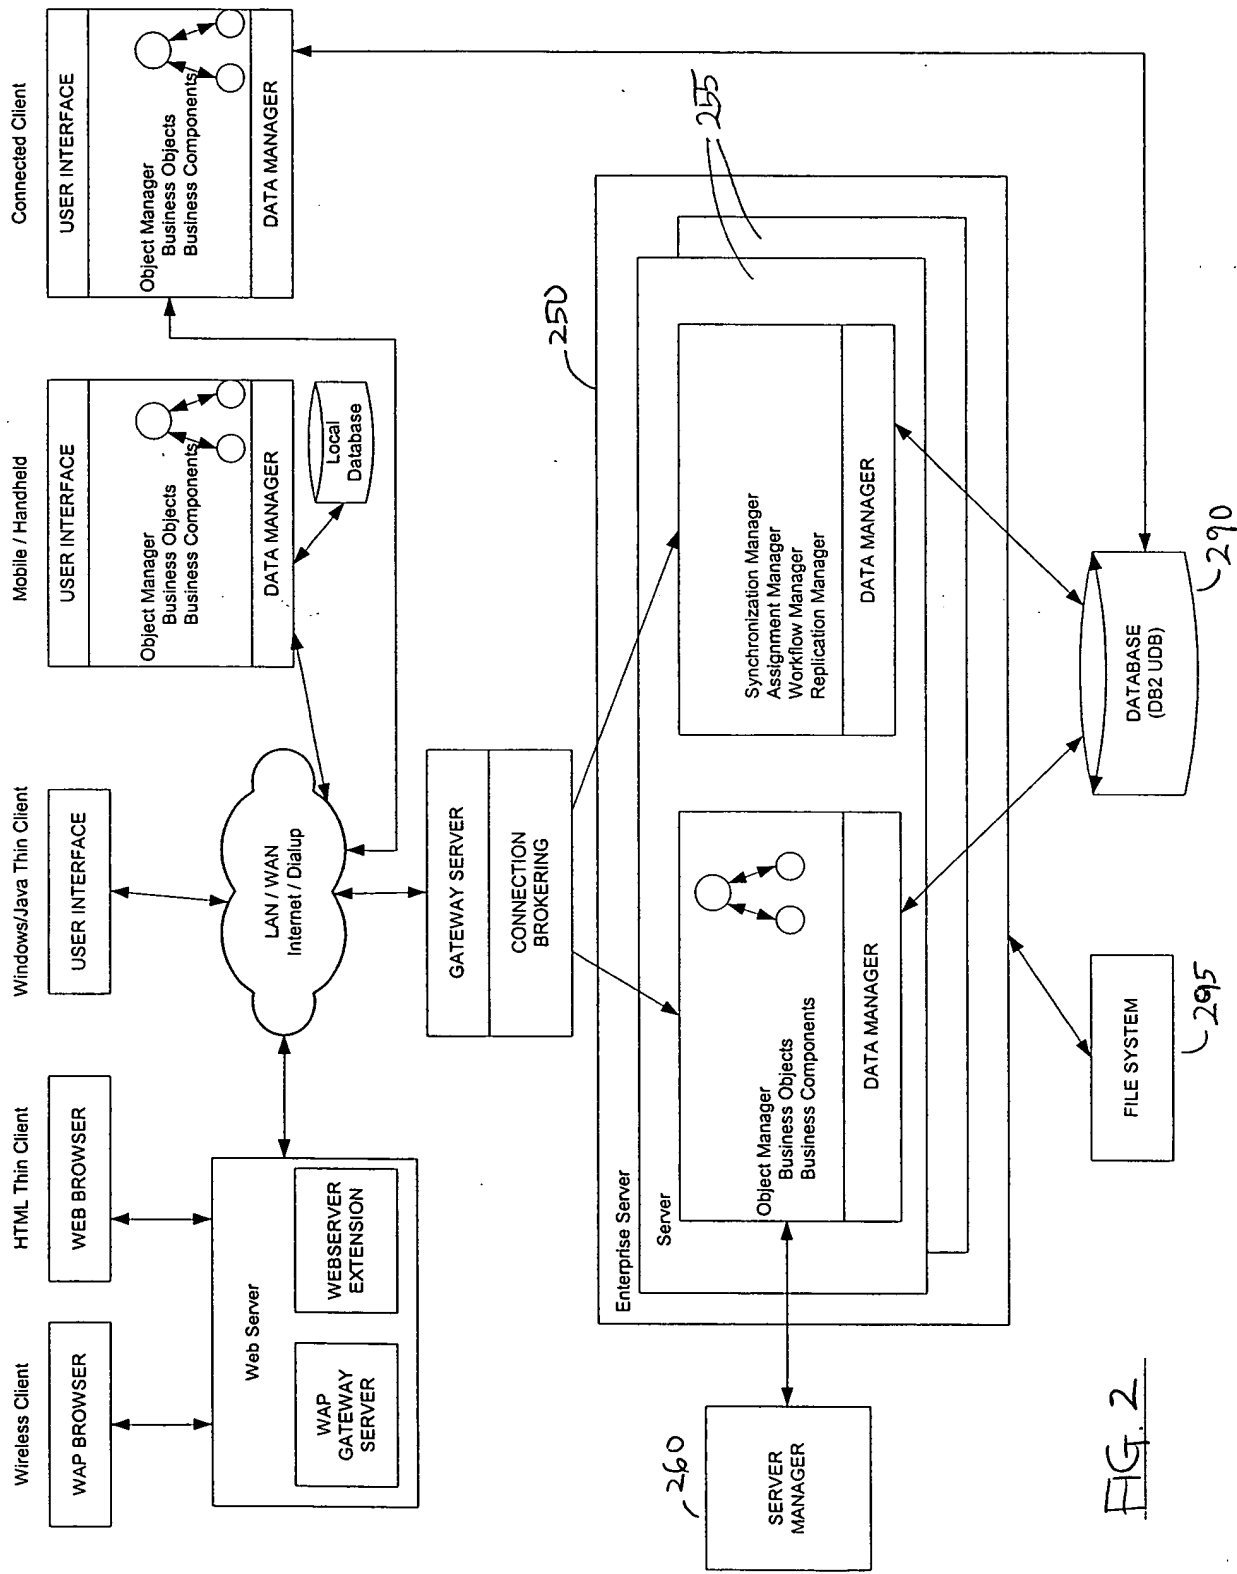 Wireless Client
HTML Thin Client
Windows/Java Thin Client
Mobile / Handheld
Connected Client
WAP BROWSER
WEB BROWSER
USER INTERFACE
USER INTERFACE
Object Manager
Business Objects
Business Components
DATA MANAGER
Local
Database
USER INTERFACE
Object Manager
Business Objects
Business Components
DATA MANAGER
Web Server
WAP
GATEWAY
SERVER
WEBSERVER
EXTENSION
LAN / WAN
Internet / Dialup
GATEWAY SERVER
CONNECTION
BROKERING
250
255
Enterprise Server
Server
Object Manager
Business Objects
Business Components
DATA MANAGER
Synchronization Manager
Assignment Manager
Workflow Manager
Replication Manager
DATA MANAGER
260
SERVER
MANAGER
FILE SYSTEM
295
DATABASE
(DB2 UDB)
290
FIG. 2